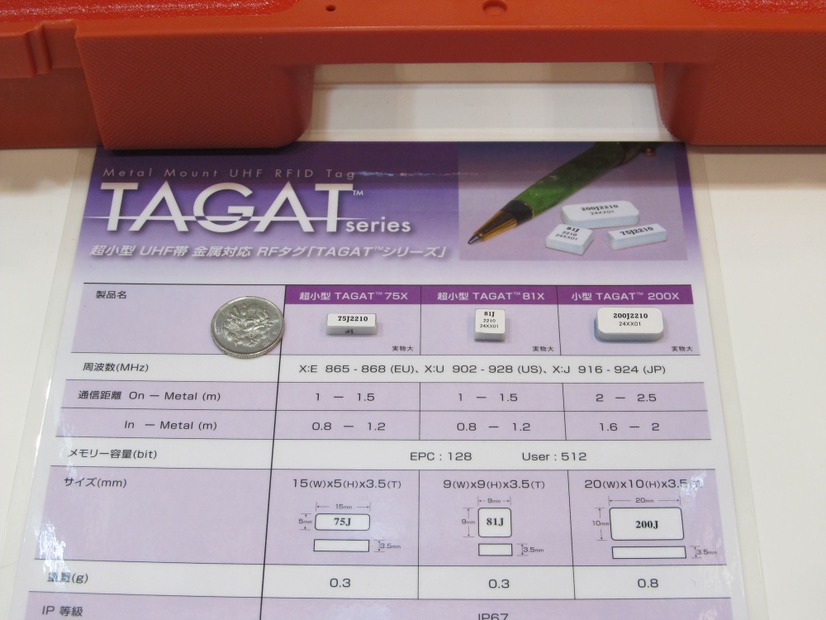 Metal Mount UHF RFID Tag
TAGAT™ series
超小型 UHF帯 金属対応 RFタグ「TAGAT™シリーズ」
200J2210
24XX01
81J
2210
24XX01
75J2210
製品名
超小型 TAGAT™ 75X
超小型 TAGAT™ 81X
小型 TAGAT™ 200X
75J2210
実物大
81J
2210
24XX01
実物大
200J2210
24XX01
実物大
周波数(MHz) X:E 865 - 868 (EU)、X:U 902 - 928 (US)、X:J 916 - 924 (JP)
通信距離 On — Metal (m) 1 — 1.5 1 — 1.5 2 — 2.5
In — Metal (m) 0.8 — 1.2 0.8 — 1.2 1.6 — 2
メモリー容量(bit) EPC : 128 User : 512
サイズ(mm) 15(W)x5(H)x3.5(T) 9(W)x9(H)x3.5(T) 20(W)x10(H)x3.5
15mm
5mm
75J
3.5mm
9mm
9mm
81J
3.5mm
20mm
10mm
200J
3.5mm
(g) 0.3 0.3 0.8
IP 等級 IP67